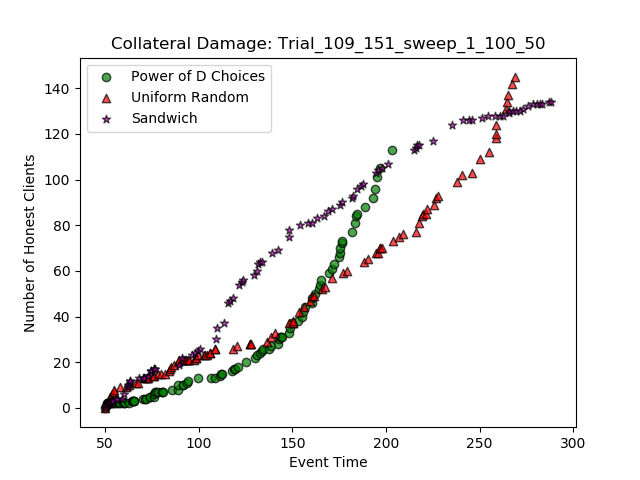 Collateral Damage: Trial_109_151_sweep_1_100_50
Power of D Choices
Uniform Random
Sandwich
Number of Honest Clients
140
120
100
80
60
40
20
0
50
100
150
200
250
300
Event Time